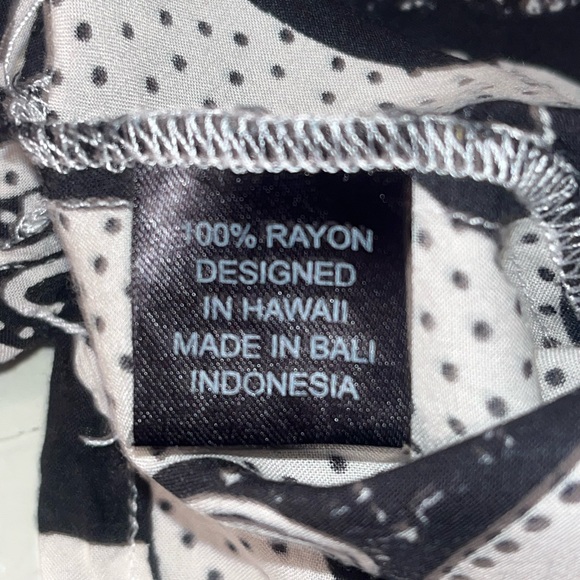 100% RAYON
DESIGNED
IN HAWAII
MADE IN BALI
INDONESIA